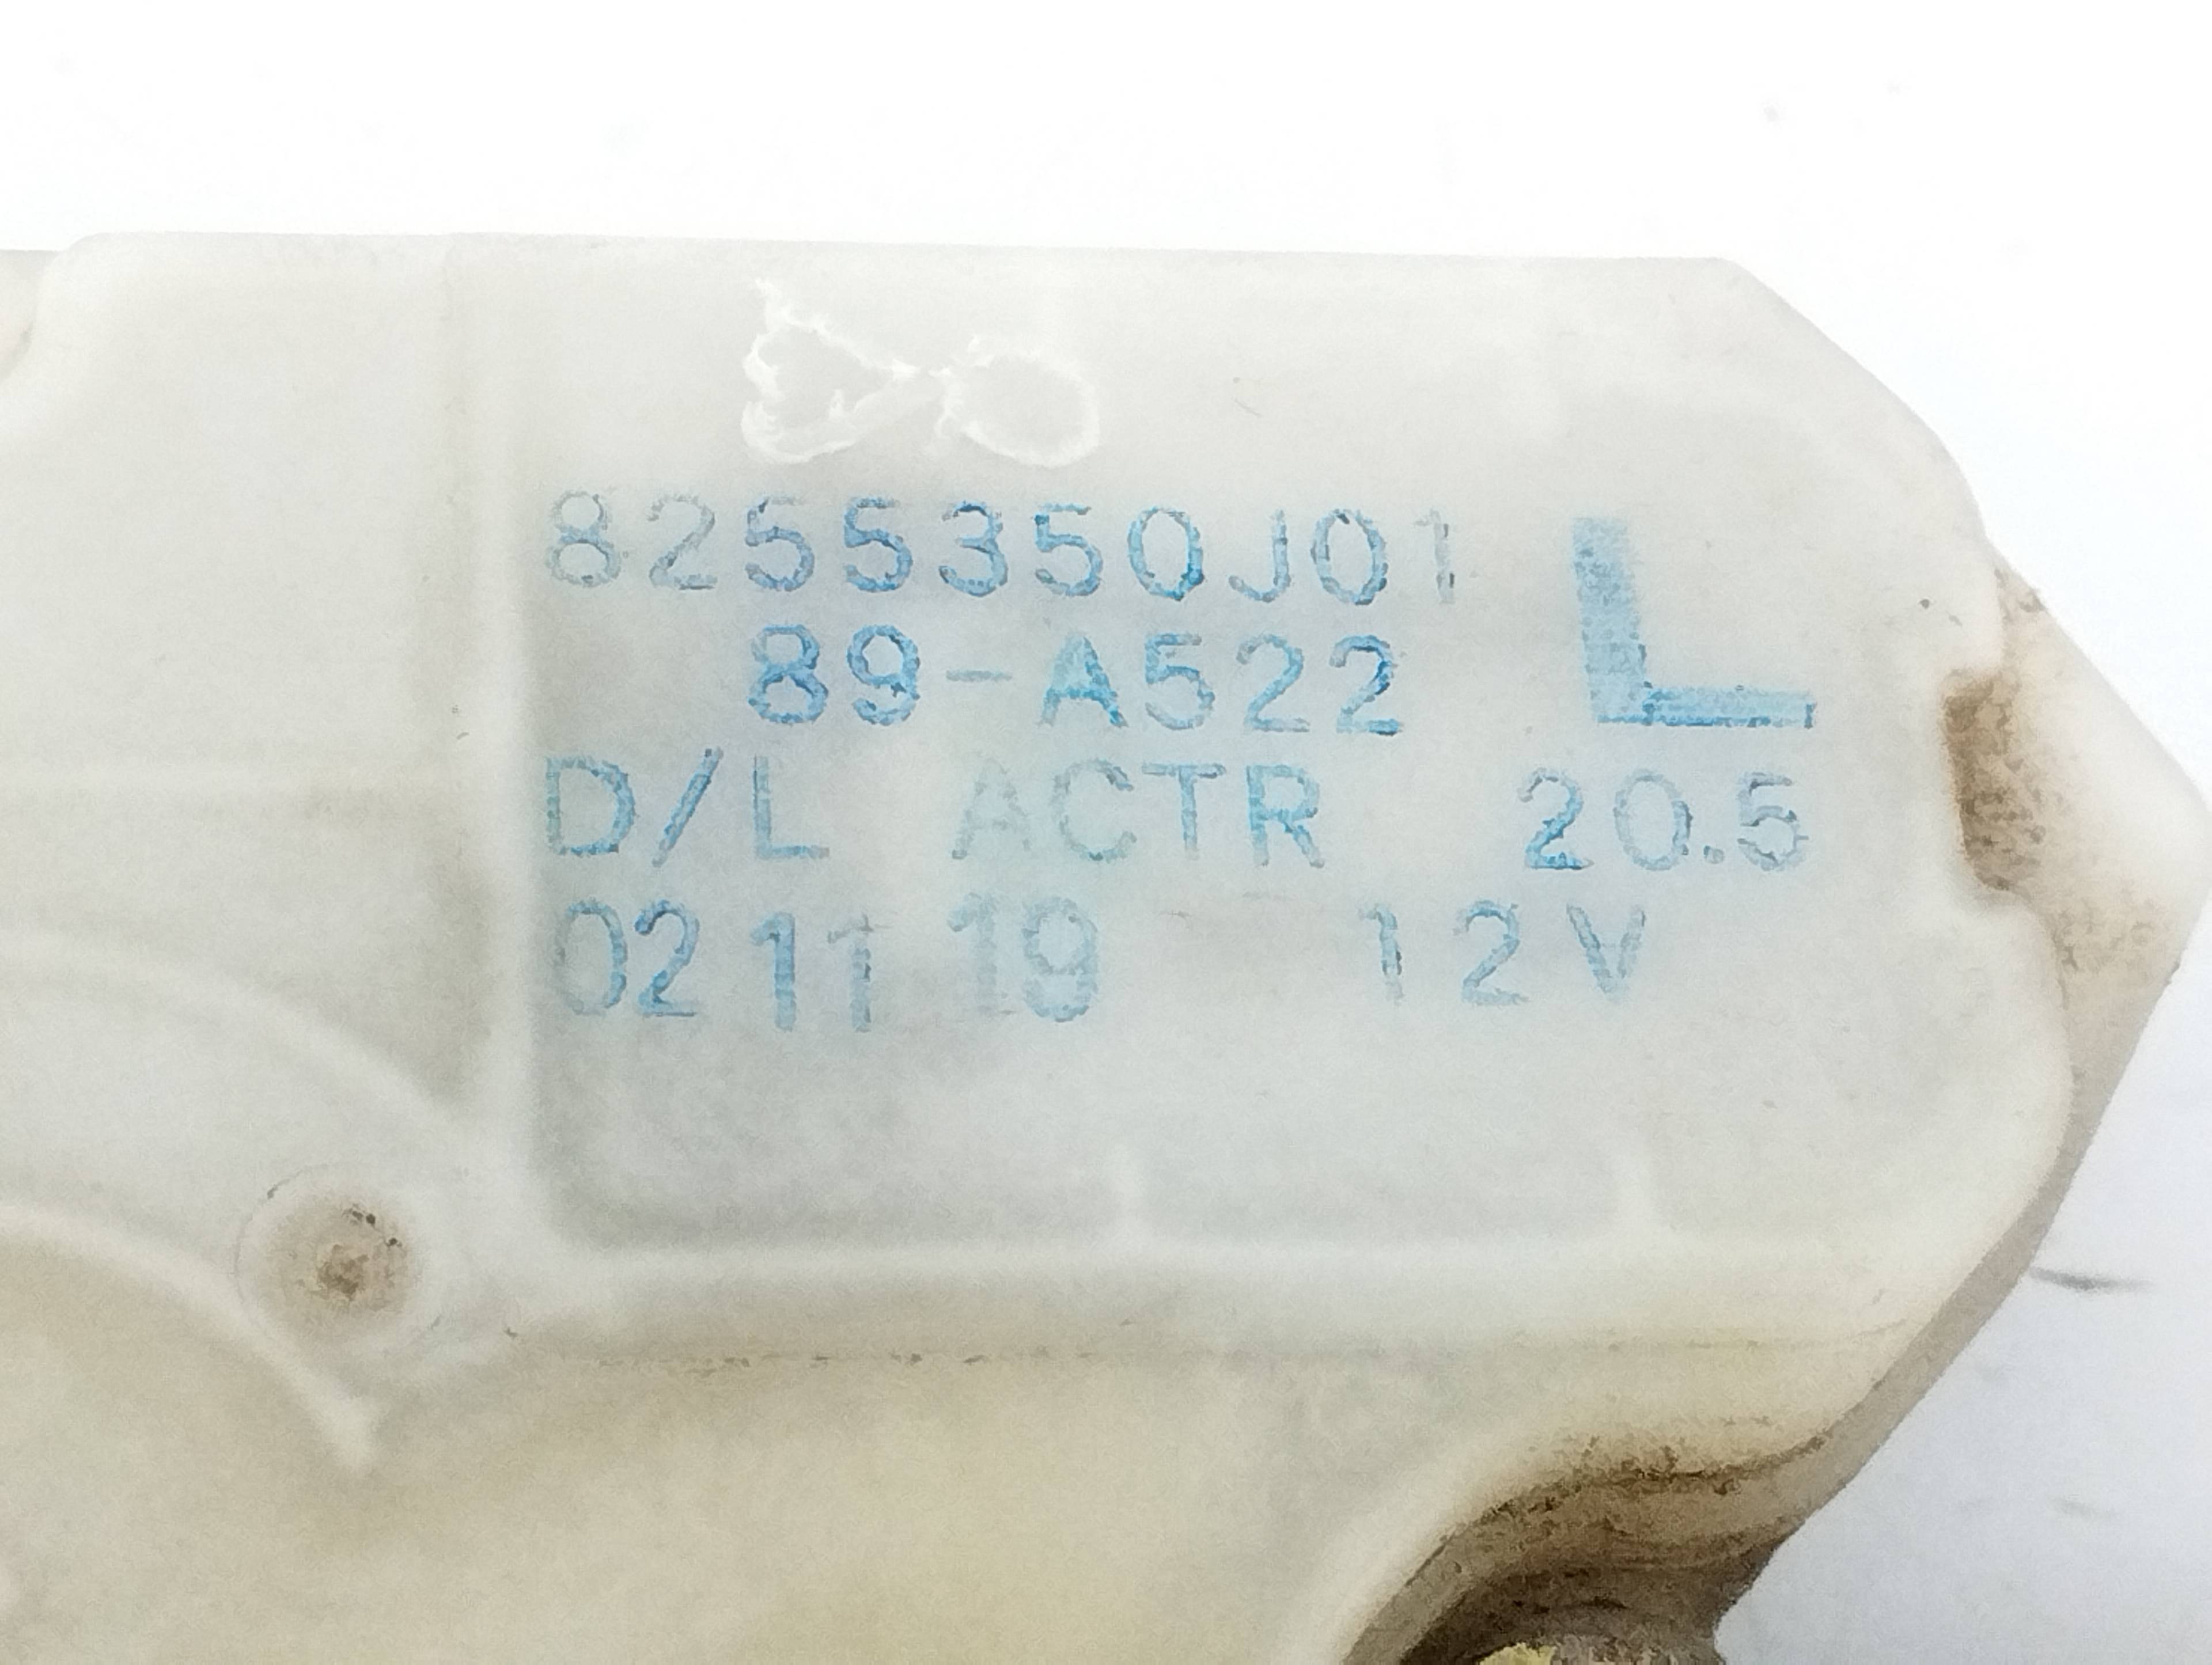 8255350J01 L
89-A522
D/L ACTR 20.5
02 11 19 12V